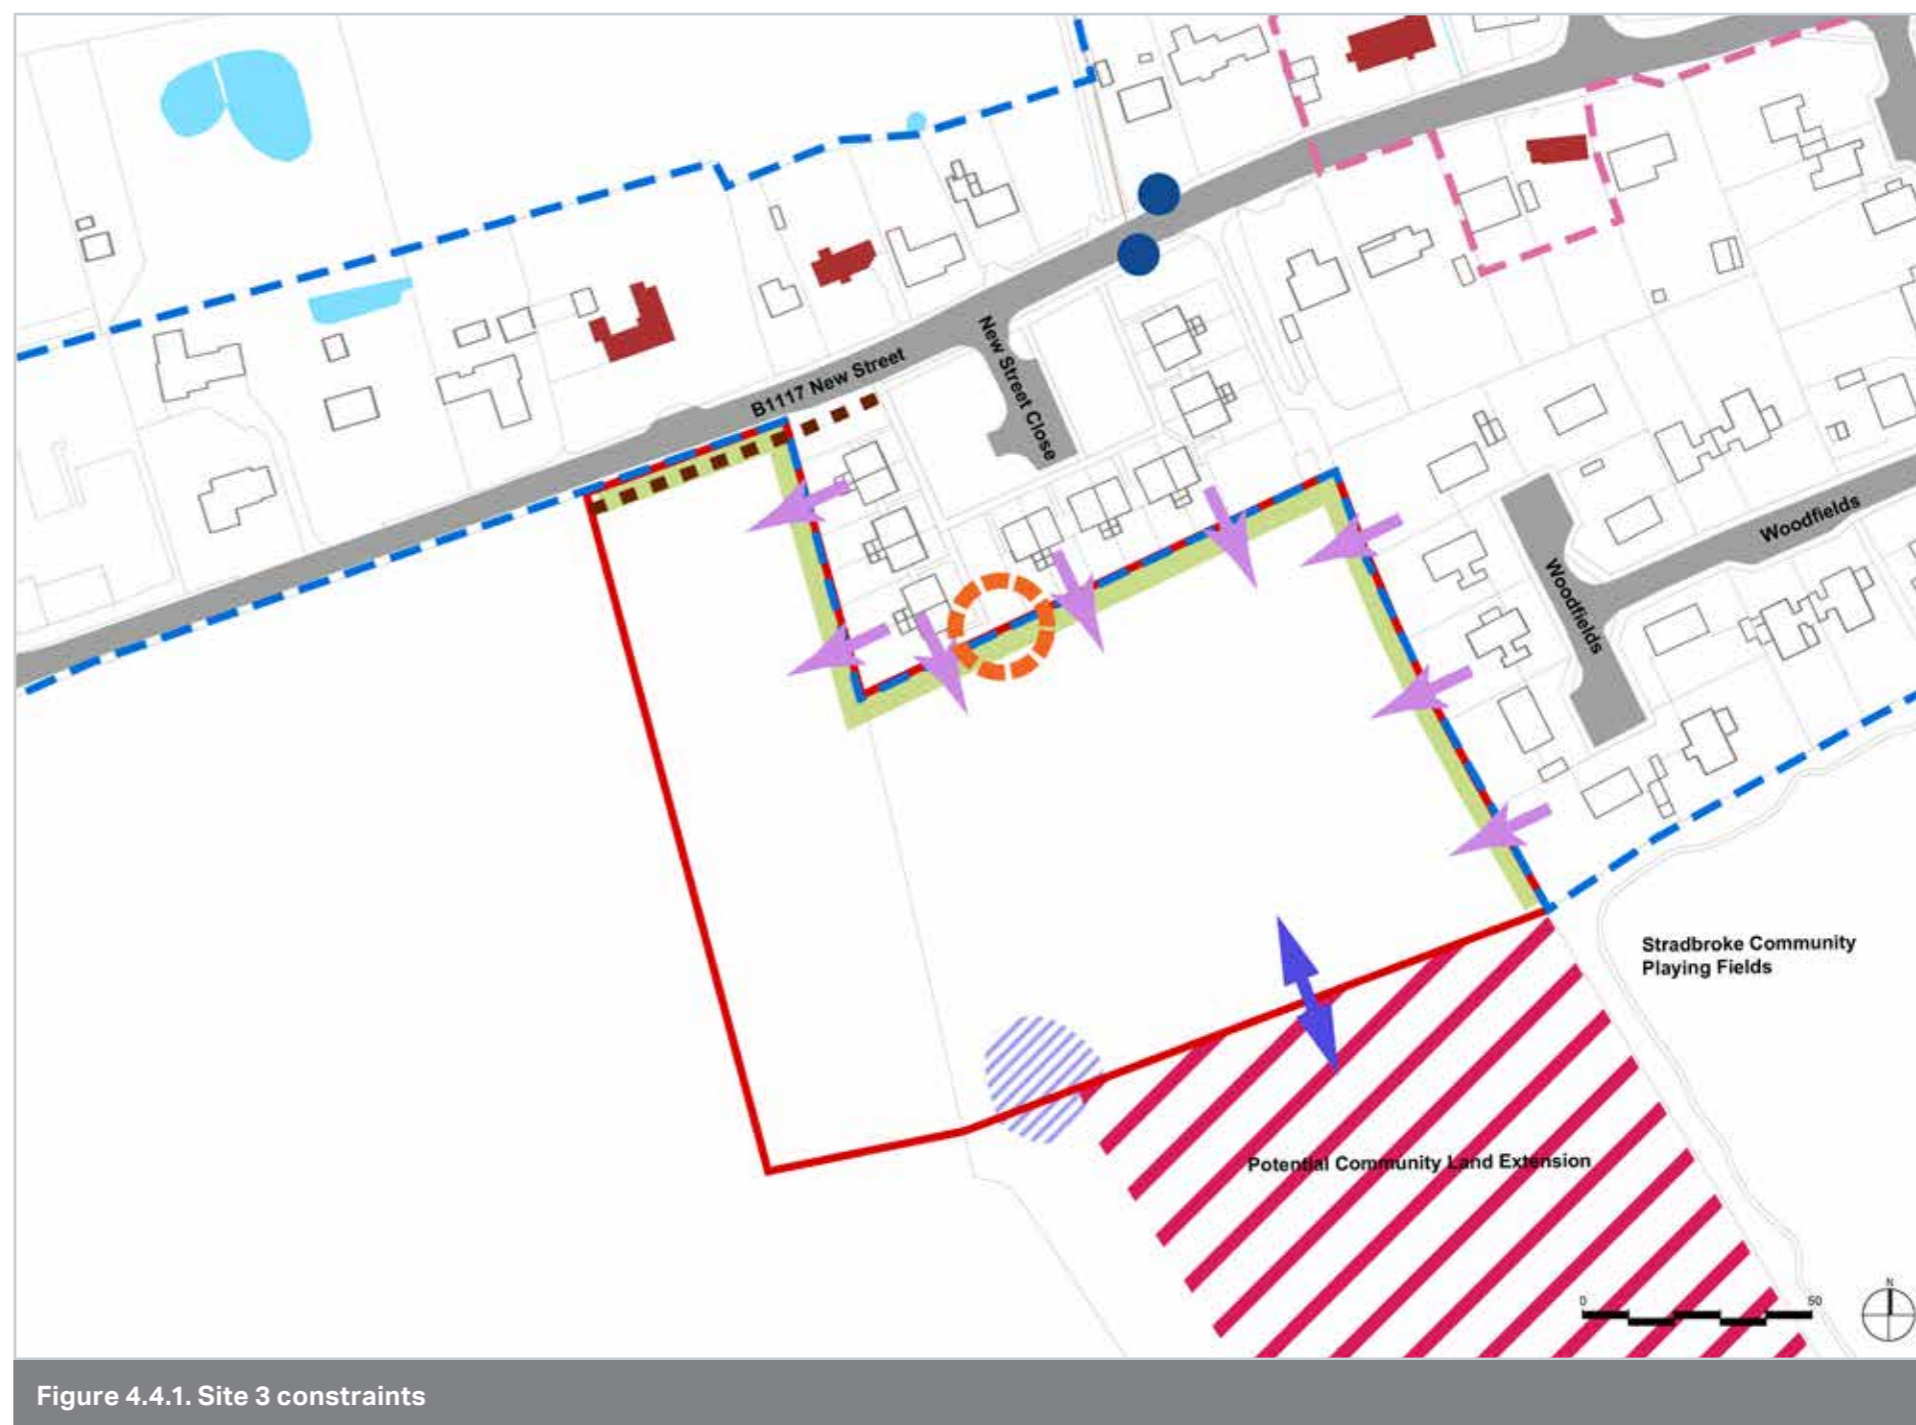 B1117 New Street
New Street Close
Woodfields
Woodfields
Stradbroke Community
Playing Fields
Potential Community Land Extension
0
50
N
Figure 4.4.1. Site 3 constraints